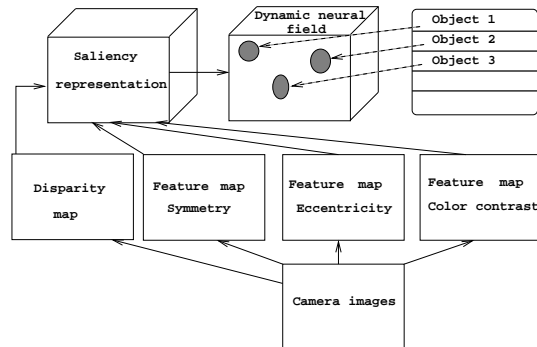 Dynamic neural
field
Object 1
Object 2
Object 3
Saliency
representation
Disparity
map
Feature map
Symmetry
Feature map
Eccentricity
Feature map
Color contrast
Camera images